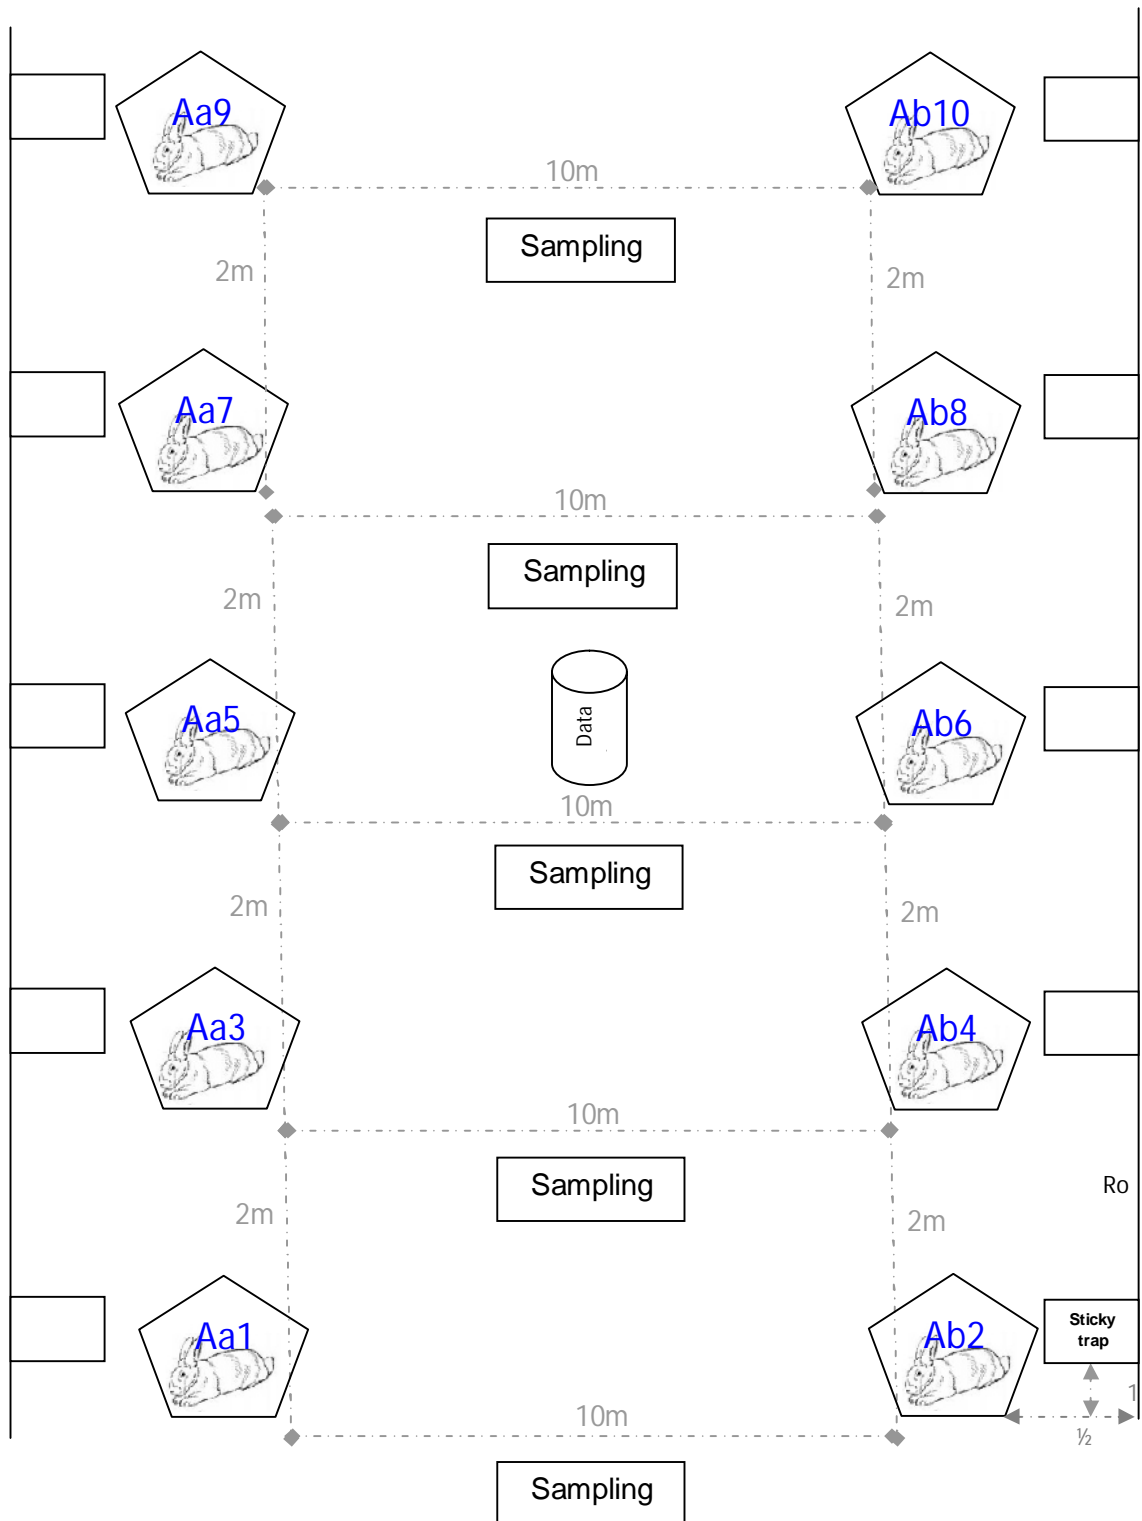 Aa9
Ab10
10m
Sampling
2m
2m
Aa7
Ab8
10m
Sampling
2m
2m
Aa5
Data
Ab6
10m
Sampling
2m
2m
Aa3
Ab4
10m
Sampling
Ro
2m
2m
Aa1
Ab2
Sticky
trap
1
10m
½
Sampling